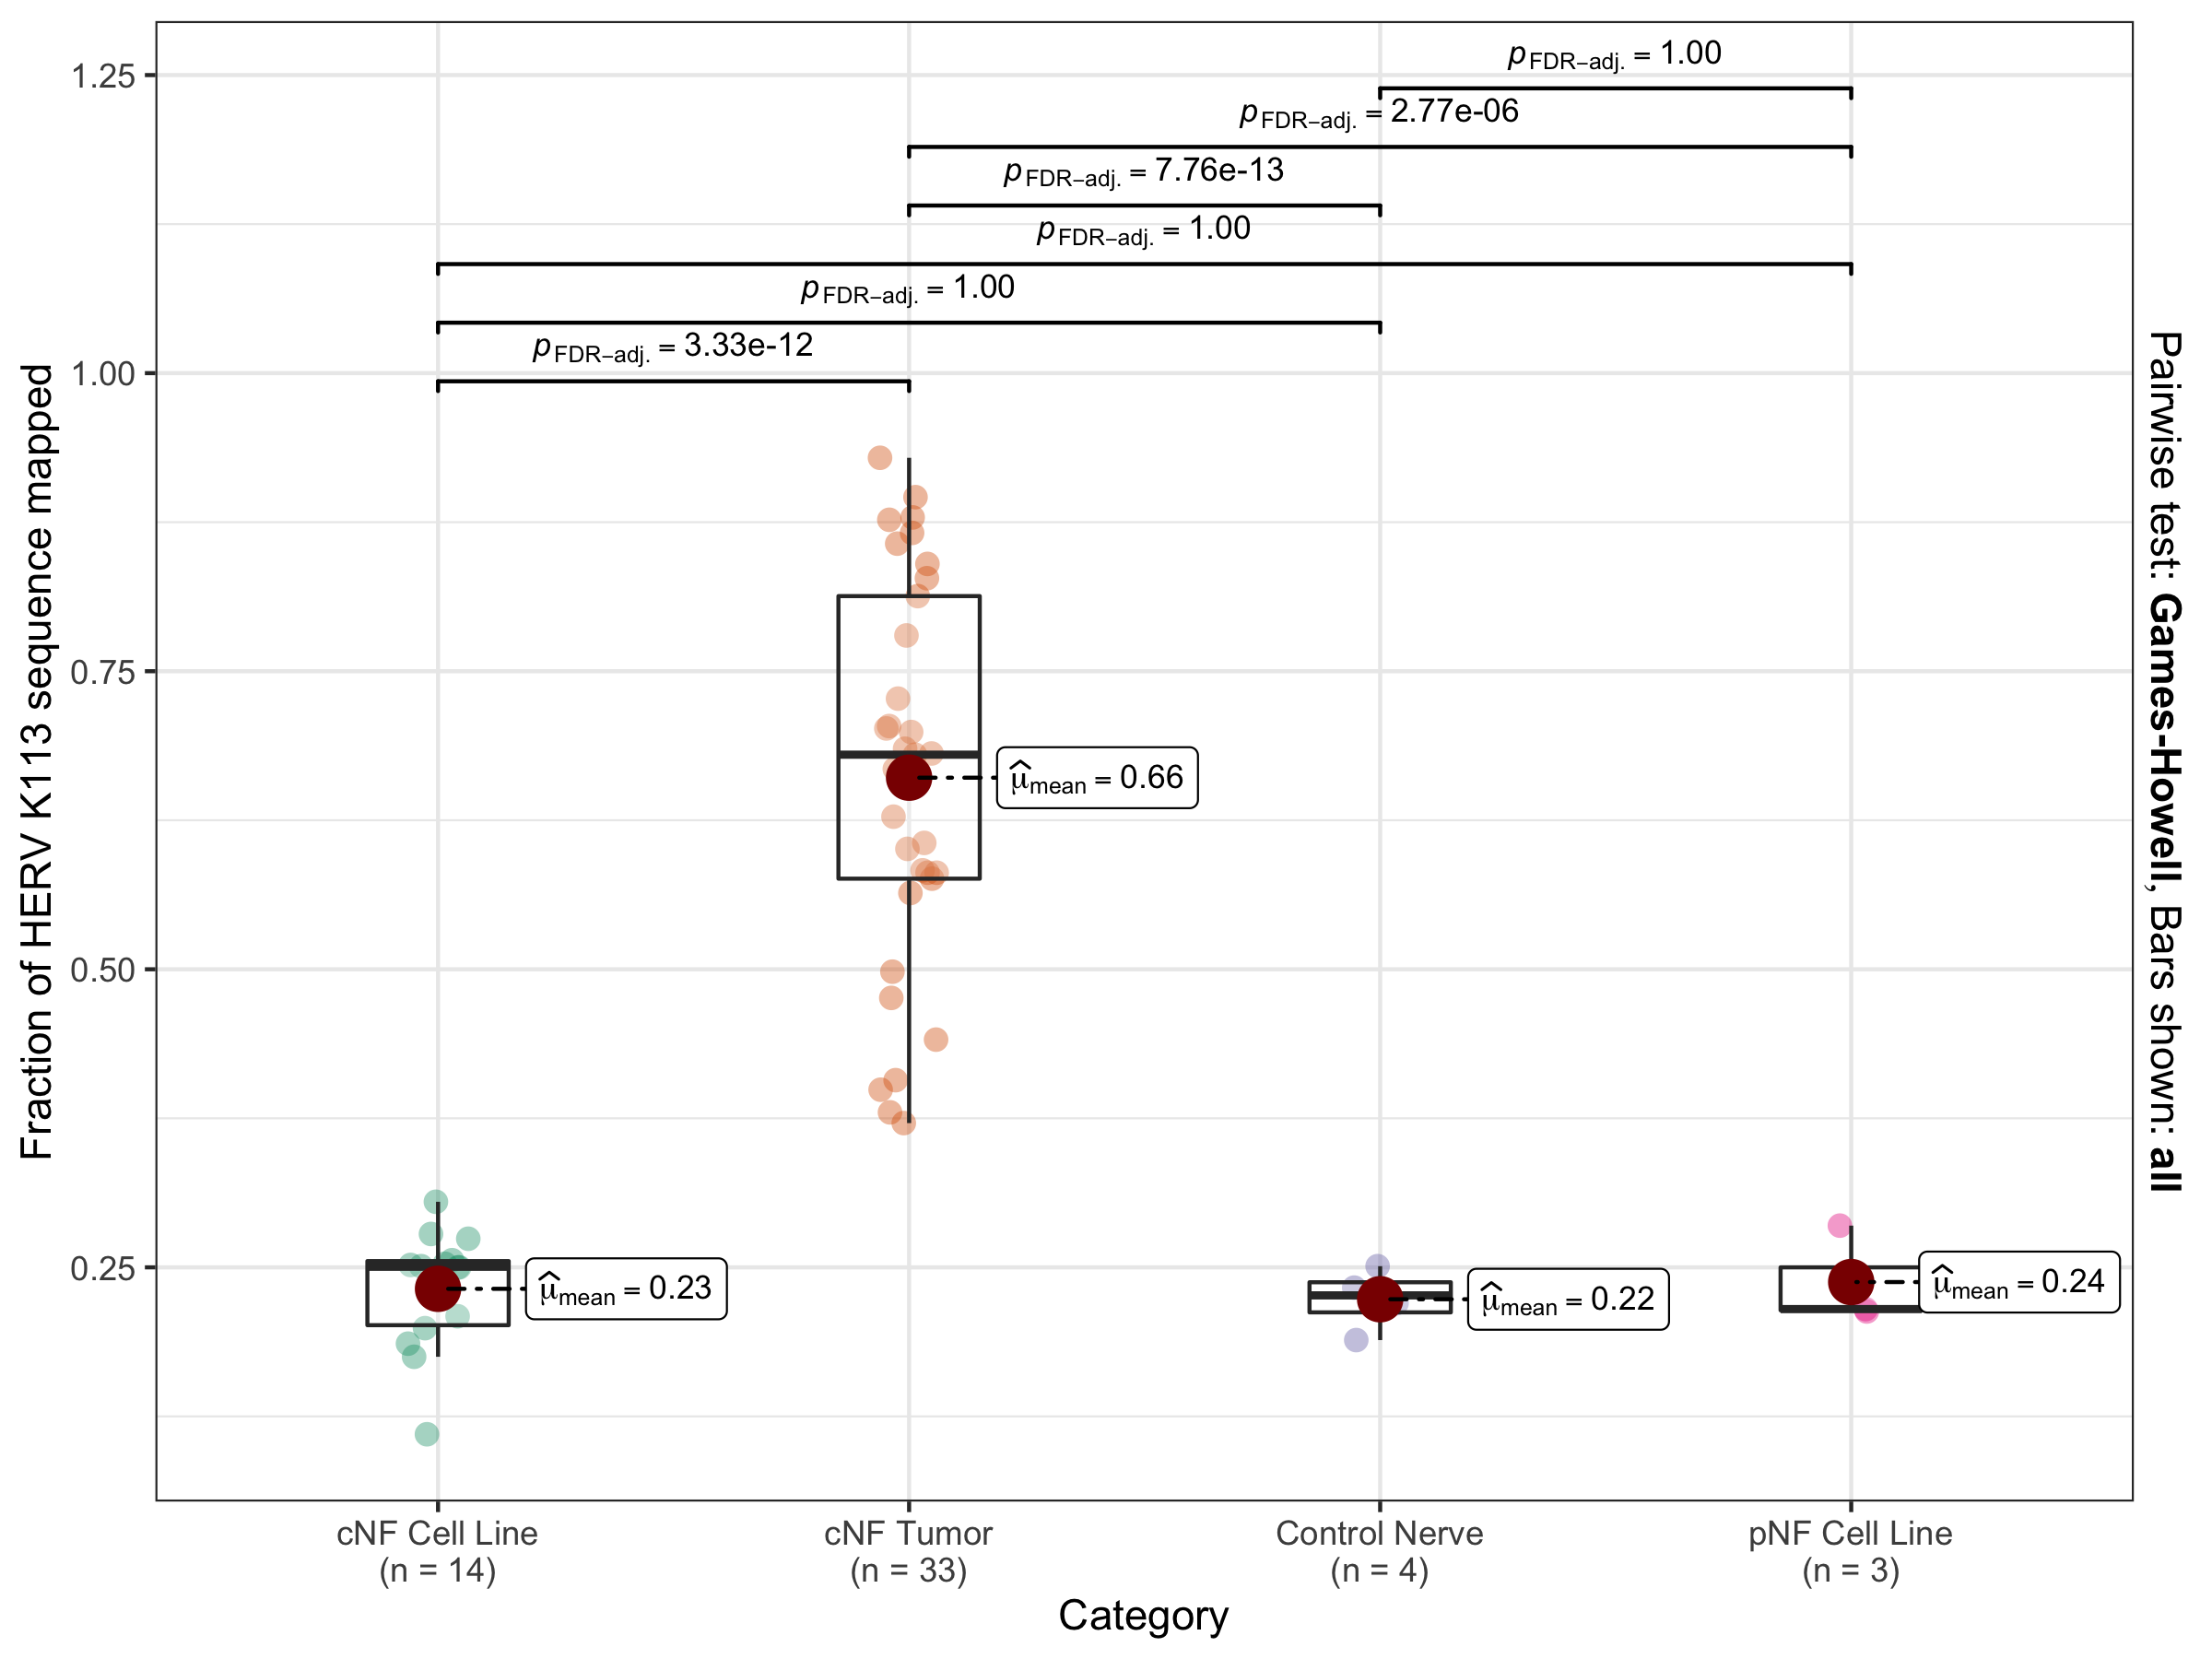 Fraction of HERV K113 sequence mapped
1.25
1.00
0.75
0.50
0.25
p FDR−adj. = 1.00
p FDR−adj. = 2.77e-06
p FDR−adj. = 7.76e-13
p FDR−adj. = 1.00
p FDR−adj. = 1.00
p FDR−adj. = 3.33e-12
μ̂mean = 0.66
μ̂mean = 0.23
μ̂mean = 0.22
μ̂mean = 0.24
cNF Cell Line
(n = 14)
cNF Tumor
(n = 33)
Control Nerve
(n = 4)
pNF Cell Line
(n = 3)
Category
Pairwise test: Games-Howell, Bars shown: all